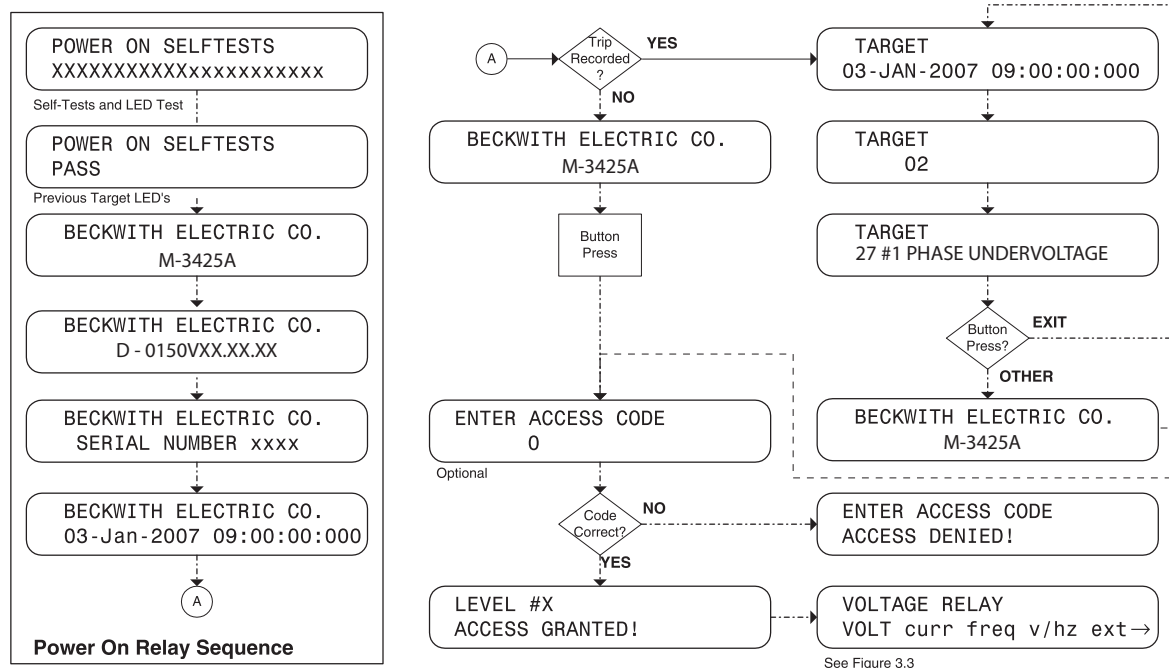 POWER ON SELFTESTS
XXXXXXXXXXXxxxxxxxxxxxx
Self-Tests and LED Test
POWER ON SELFTESTS
PASS
Previous Target LED's
BECKWITH ELECTRIC CO.
M-3425A
BECKWITH ELECTRIC CO.
D - 0150VXX.XX.XX
BECKWITH ELECTRIC CO.
SERIAL NUMBER xxxx
BECKWITH ELECTRIC CO.
03-Jan-2007 09:00:00:000
A
Power On Relay Sequence
A
Trip
Recorded
?
YES
NO
BECKWITH ELECTRIC CO.
M-3425A
Button
Press
ENTER ACCESS CODE
0
Optional
Code
Correct?
NO
YES
LEVEL #X
ACCESS GRANTED!
TARGET
03-JAN-2007 09:00:00:000
TARGET
02
TARGET
27 #1 PHASE UNDERVOLTAGE
Button
Press?
EXIT
OTHER
BECKWITH ELECTRIC CO.
M-3425A
ENTER ACCESS CODE
ACCESS DENIED!
VOLTAGE RELAY
VOLT curr freq v/hz ext→
See Figure 3.3